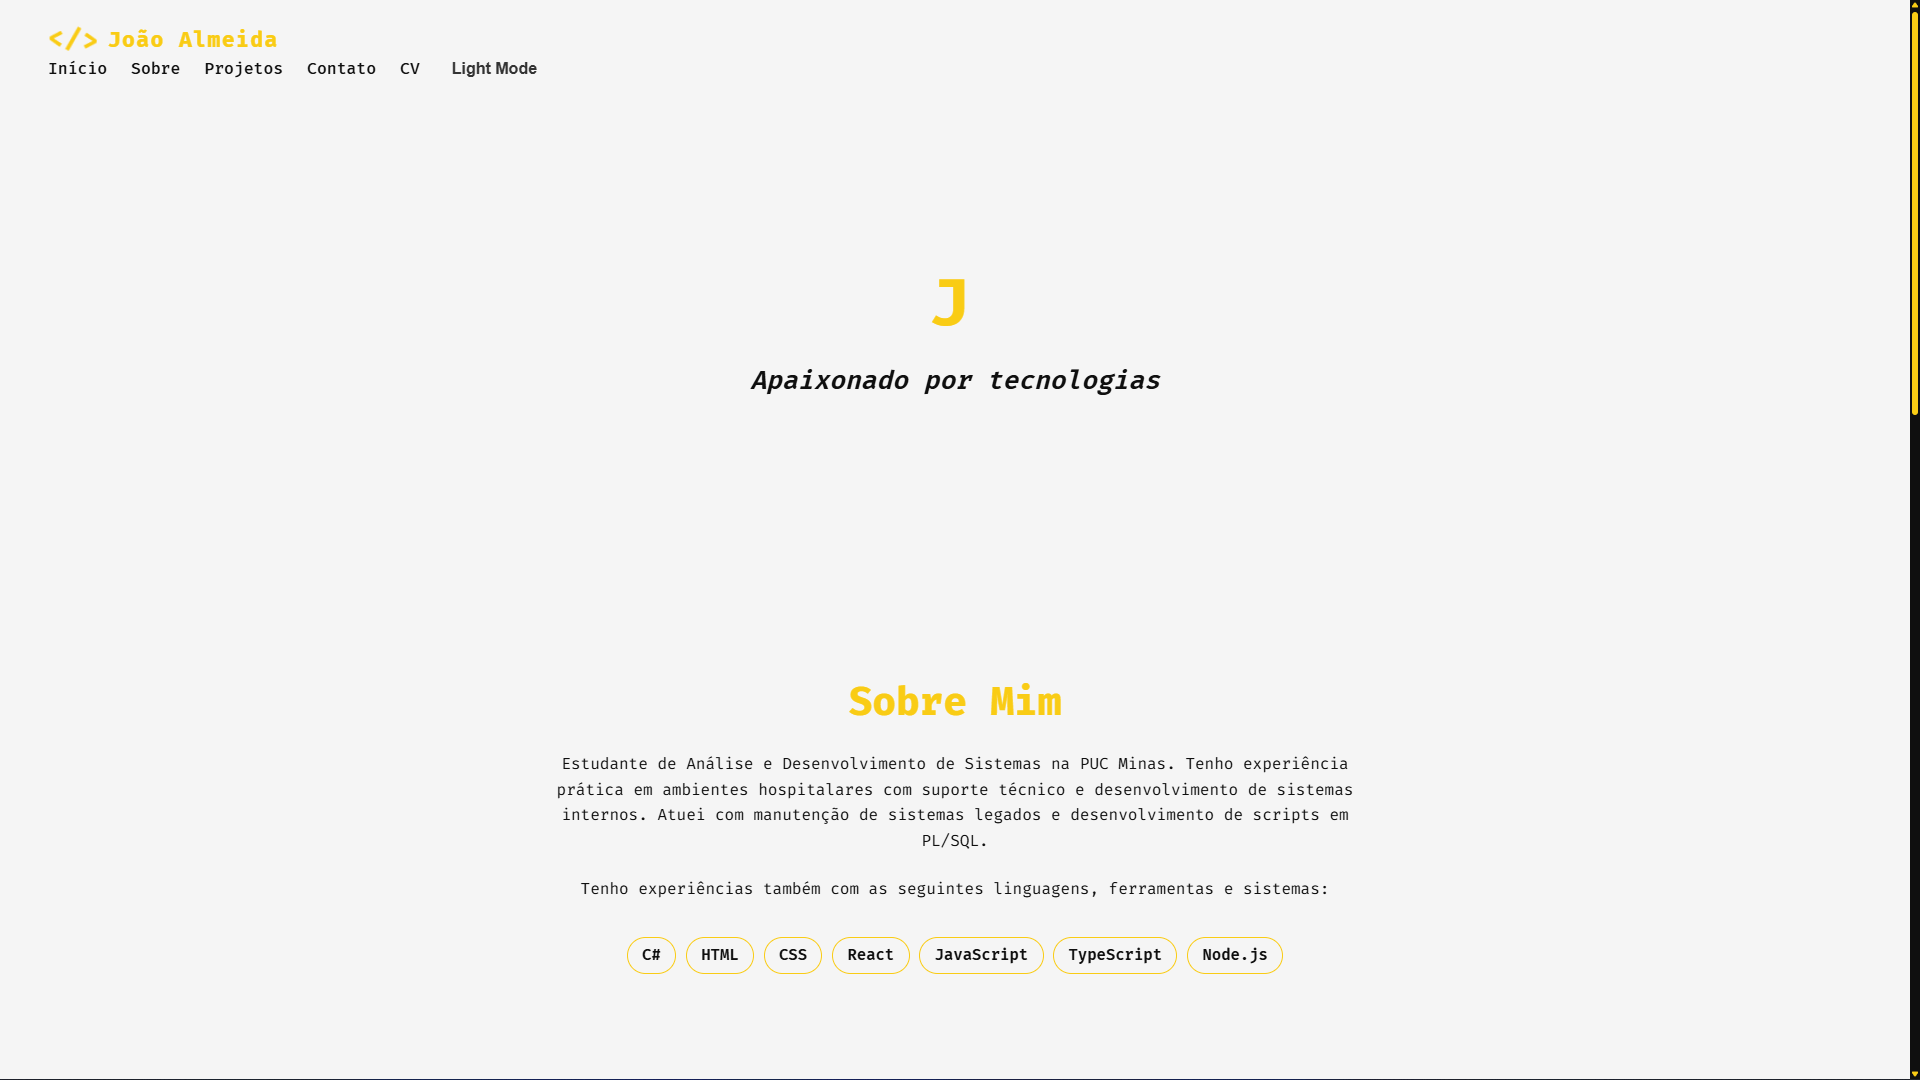 </> João Almeida
Início Sobre Projetos Contato CV Light Mode
J
Apaixonado por tecnologias
Sobre Mim
Estudante de Análise e Desenvolvimento de Sistemas na PUC Minas. Tenho experiência
prática em ambientes hospitalares com suporte técnico e desenvolvimento de sistemas
internos. Atuei com manutenção de sistemas legados e desenvolvimento de scripts em
PL/SQL.
Tenho experiências também com as seguintes linguagens, ferramentas e sistemas:
C# HTML CSS React JavaScript TypeScript Node.js